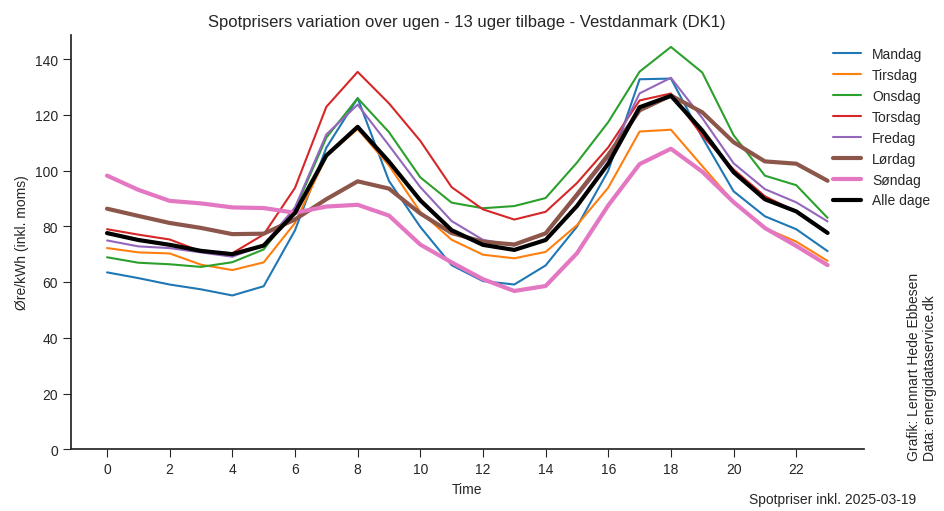 Spotprisers variation over ugen - 13 uger tilbage - Vestdanmark (DK1)
Øre/kWh (inkl. moms)
140
120
100
80
60
40
20
0
0 2 4 6 8 10 12 14 16 18 20 22
Time
Mandag
Tirsdag
Onsdag
Torsdag
Fredag
Lørdag
Søndag
Alle dage
Grafik: Lennart Hede Ebbesen
Data: energidataservice.dk
Spotpriser inkl. 2025-03-19